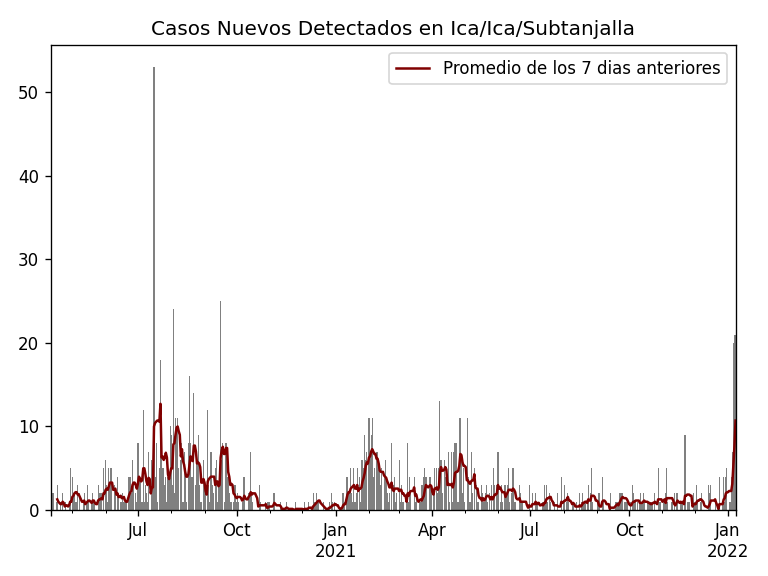 Casos Nuevos Detectados en Ica/Ica/Subtanjalla
Promedio de los 7 dias anteriores
50
40
30
20
10
0
Jul Oct Jan Apr Jul Oct Jan
2021 2022